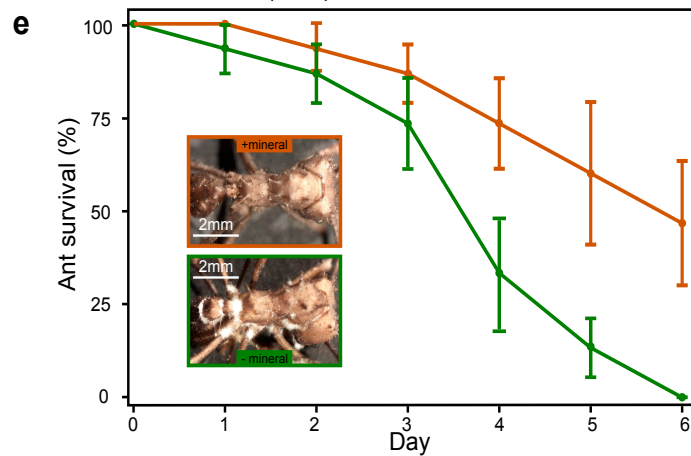 e
100
75
50
25
0
Ant survival (%)
+mineral
2mm
2mm
- mineral
0 1 2 3 4 5 6
Day